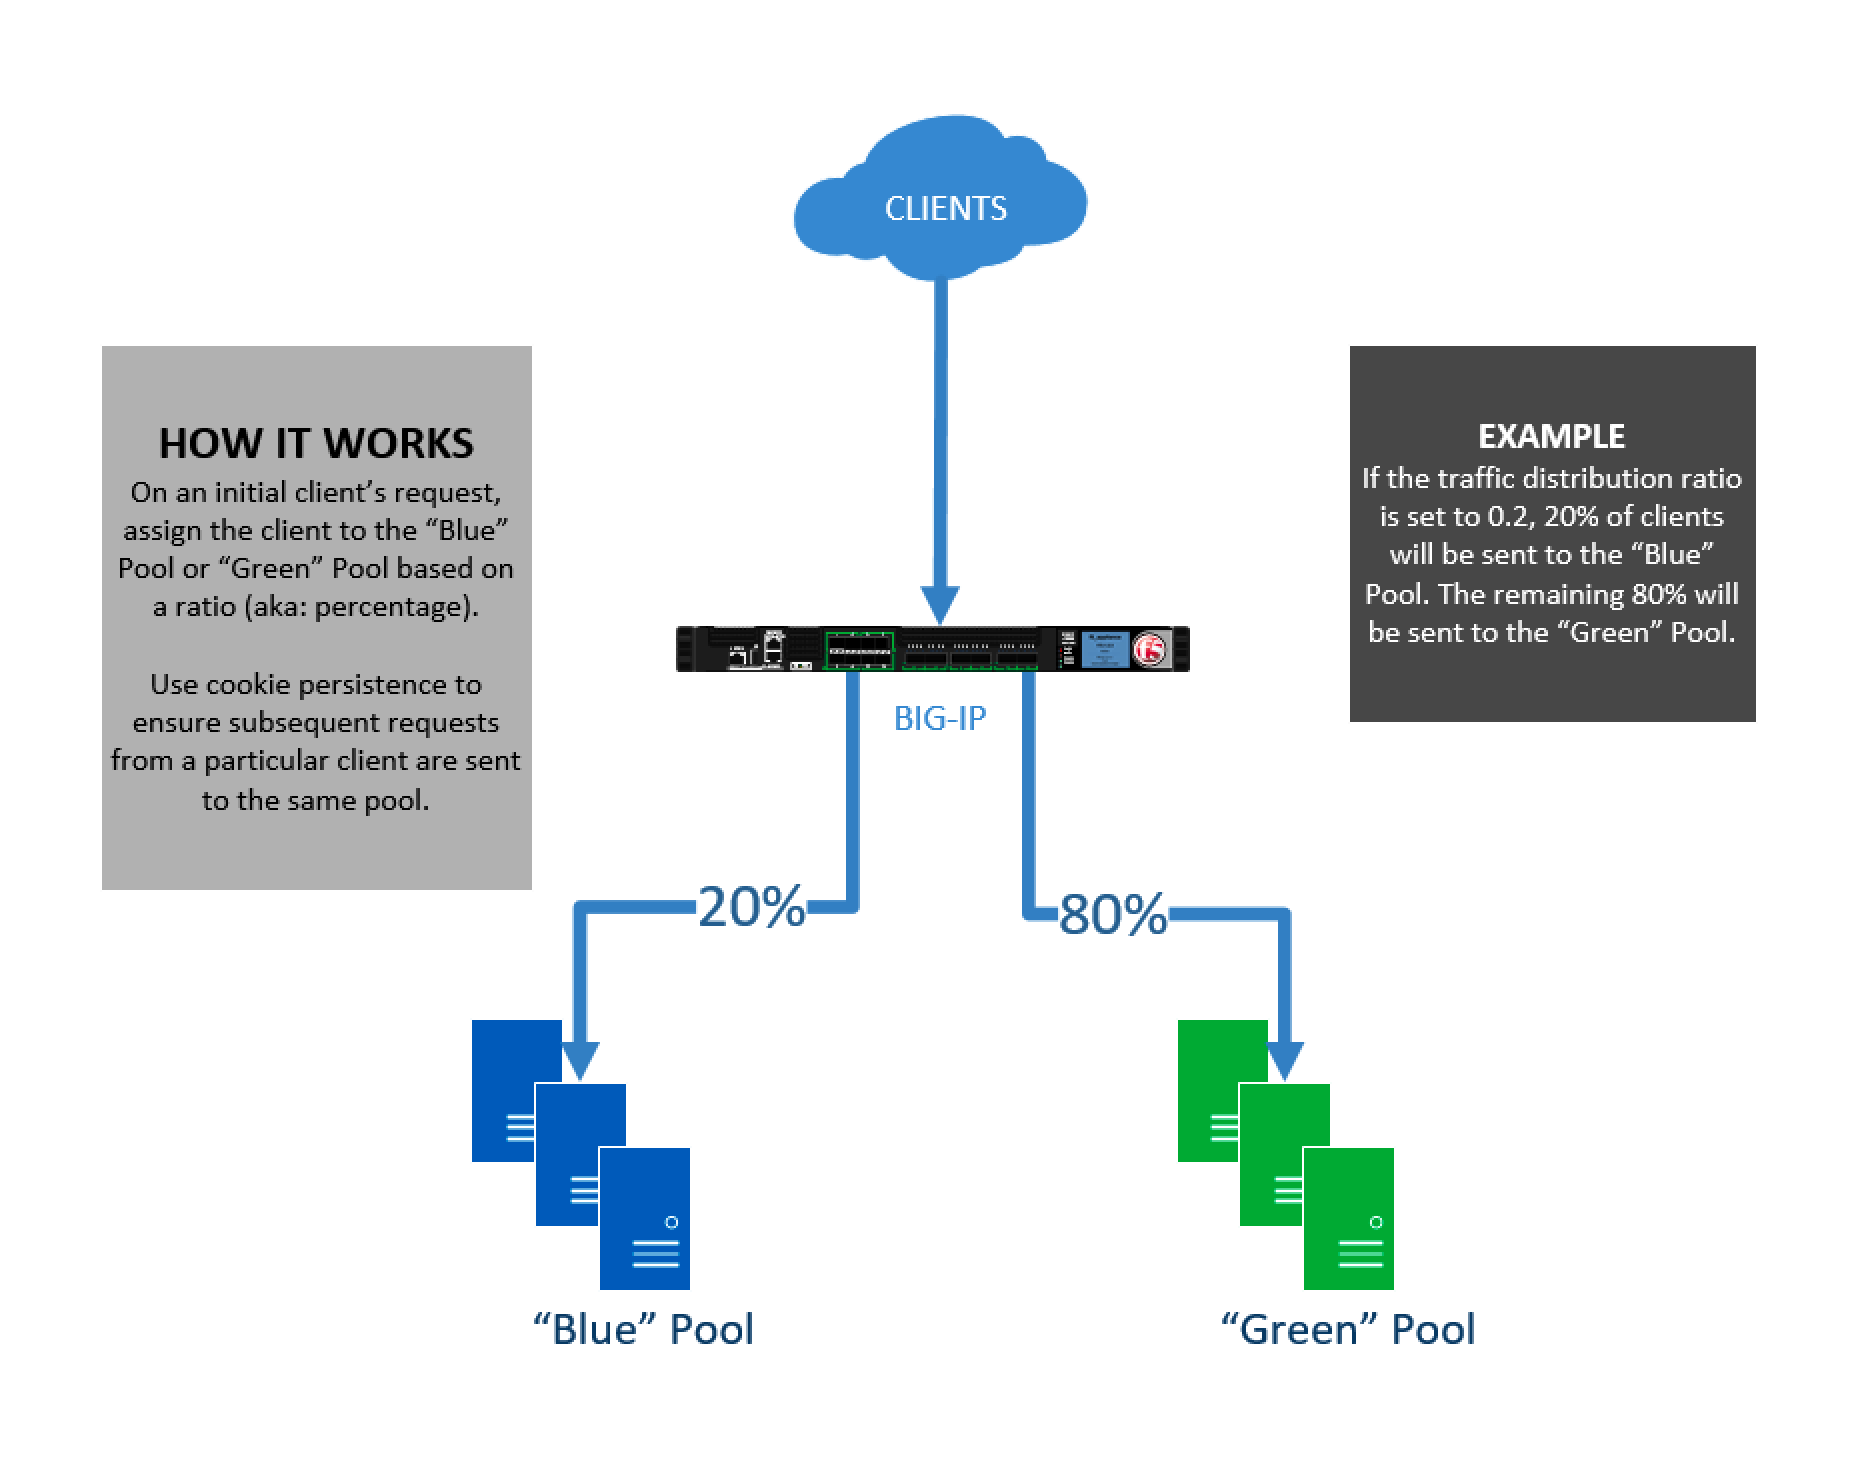 CLIENTS
HOW IT WORKS
On an initial client’s request,
assign the client to the “Blue”
Pool or “Green” Pool based on
a ratio (aka: percentage).
Use cookie persistence to
ensure subsequent requests
from a particular client are sent
to the same pool.
EXAMPLE
If the traffic distribution ratio
is set to 0.2, 20% of clients
will be sent to the “Blue”
Pool. The remaining 80% will
be sent to the “Green” Pool.
f5
BIG-IP
20%
80%
“Blue” Pool
“Green” Pool